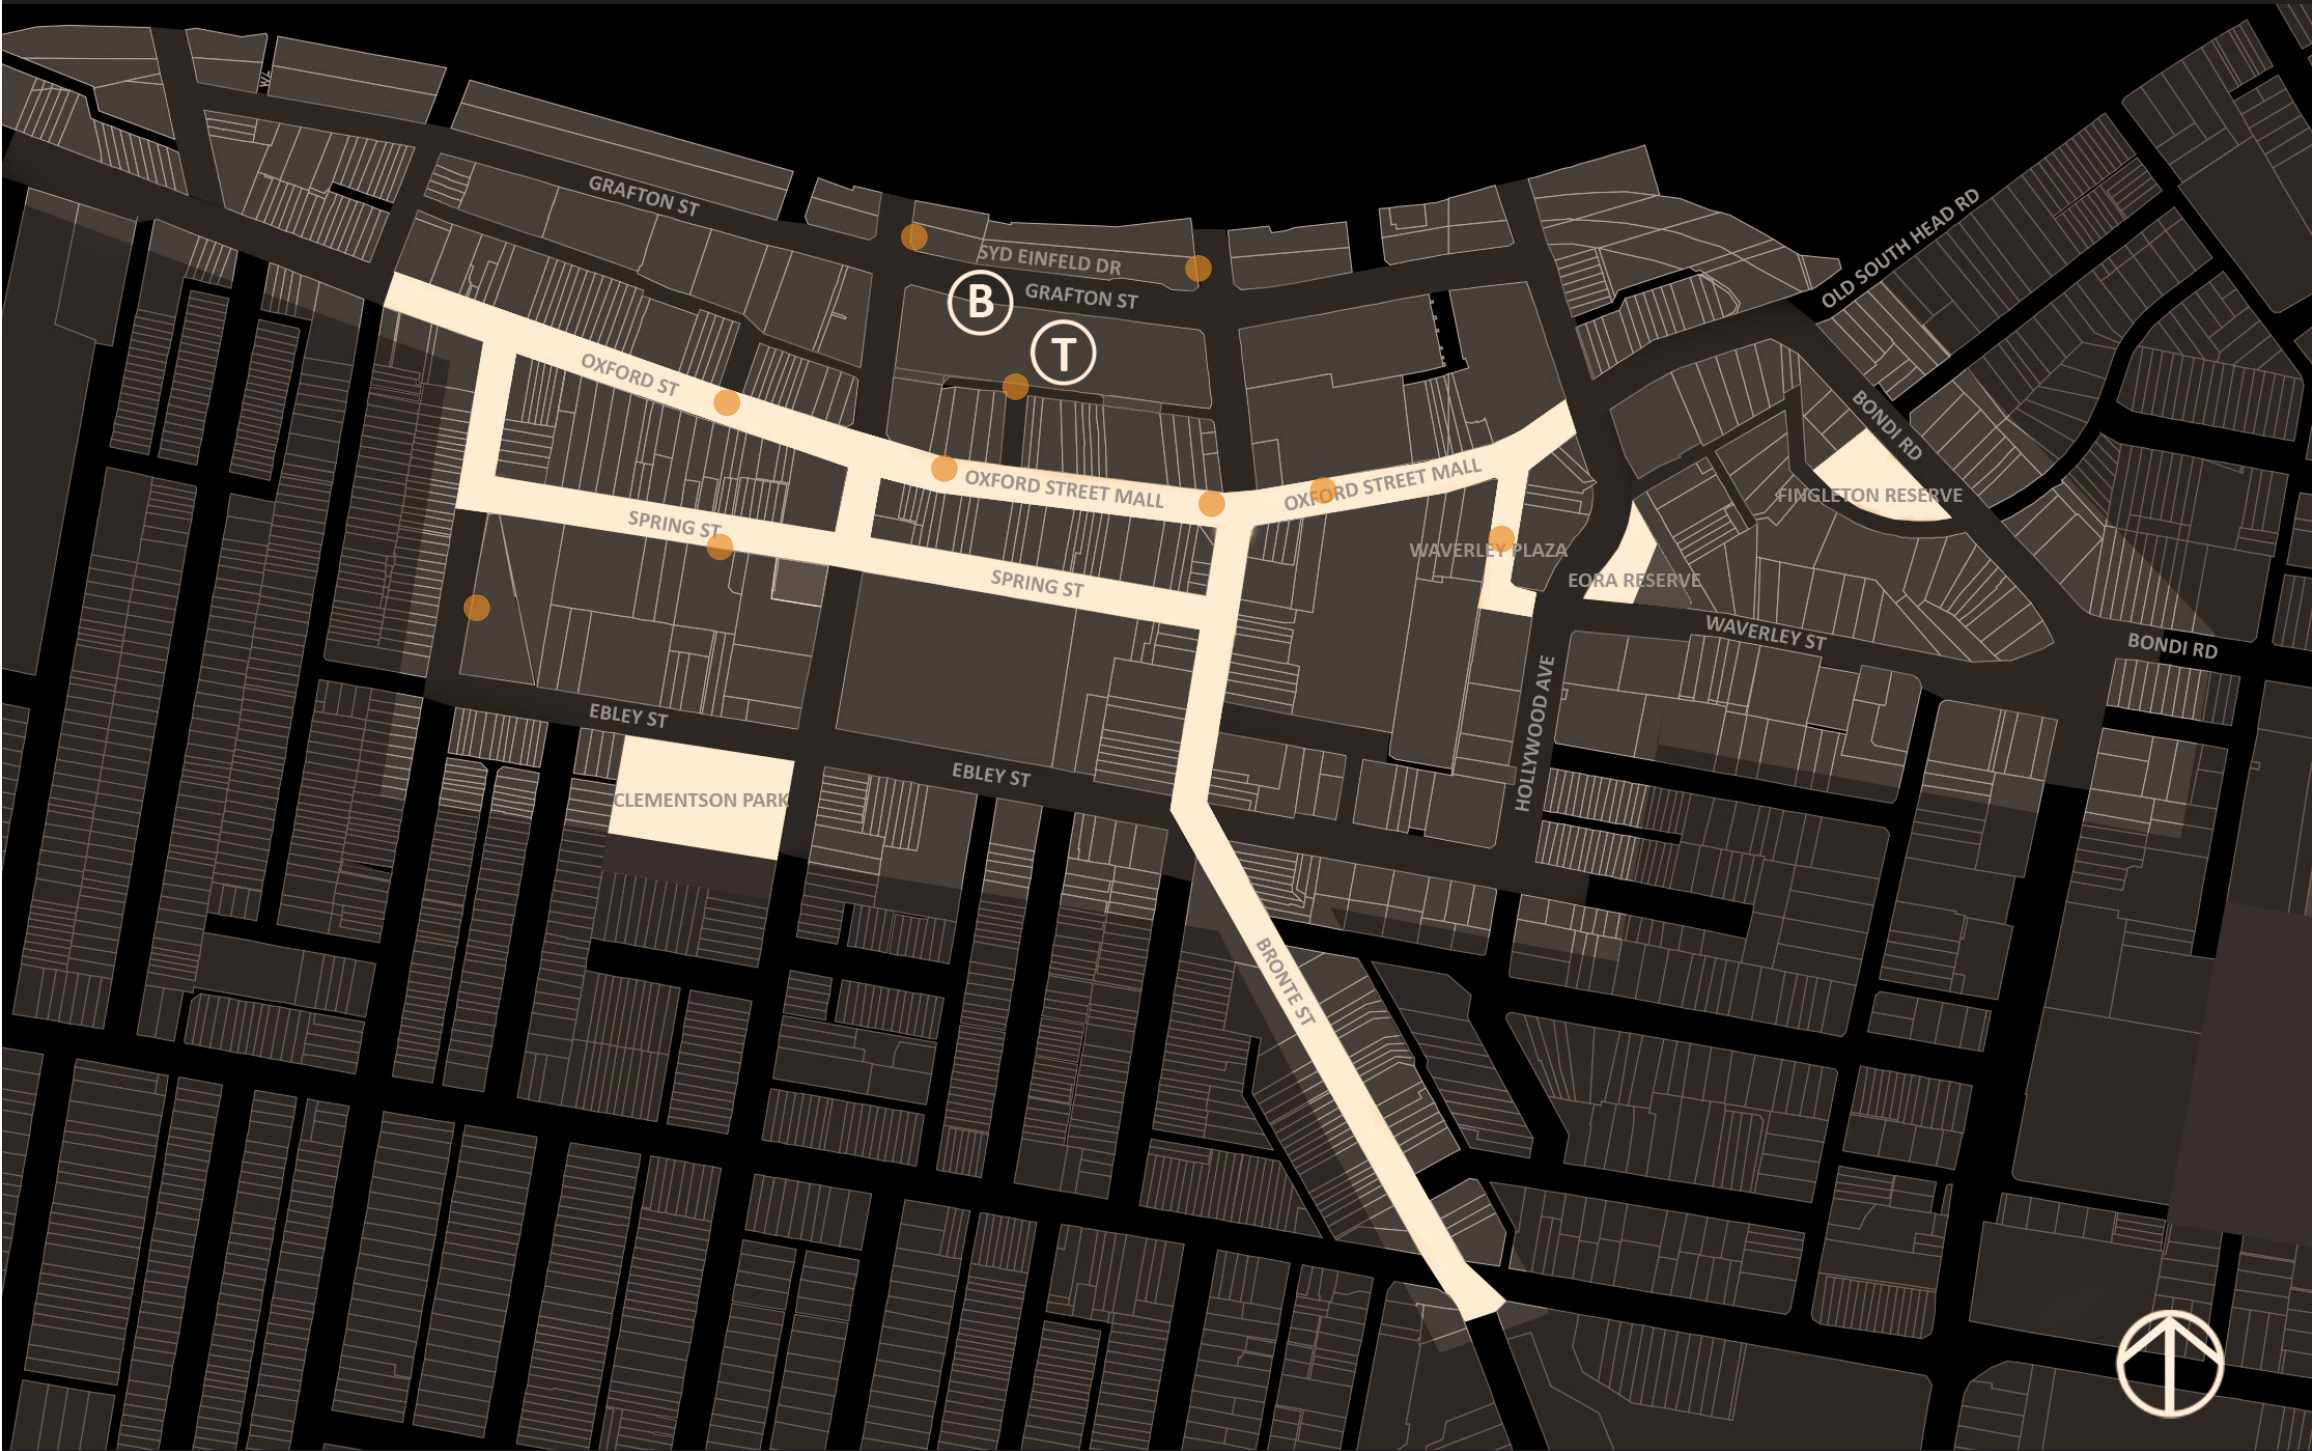 GRAFTON ST
OLD SOUTH HEAD RD
SYD EINFELD DR
B
GRAFTON ST
T
OXFORD ST
BONDI RD
OXFORD STREET MALL
OXFORD STREET MALL
FINGLETON RESERVE
SPRING ST
WAVERLEY PLAZA
SPRING ST
EORA RESERVE
WAVERLEY ST
BONDI RD
EBLEY ST
HOLLYWOOD AVE
EBLEY ST
CLEMENTSON PARK
BRONTE ST